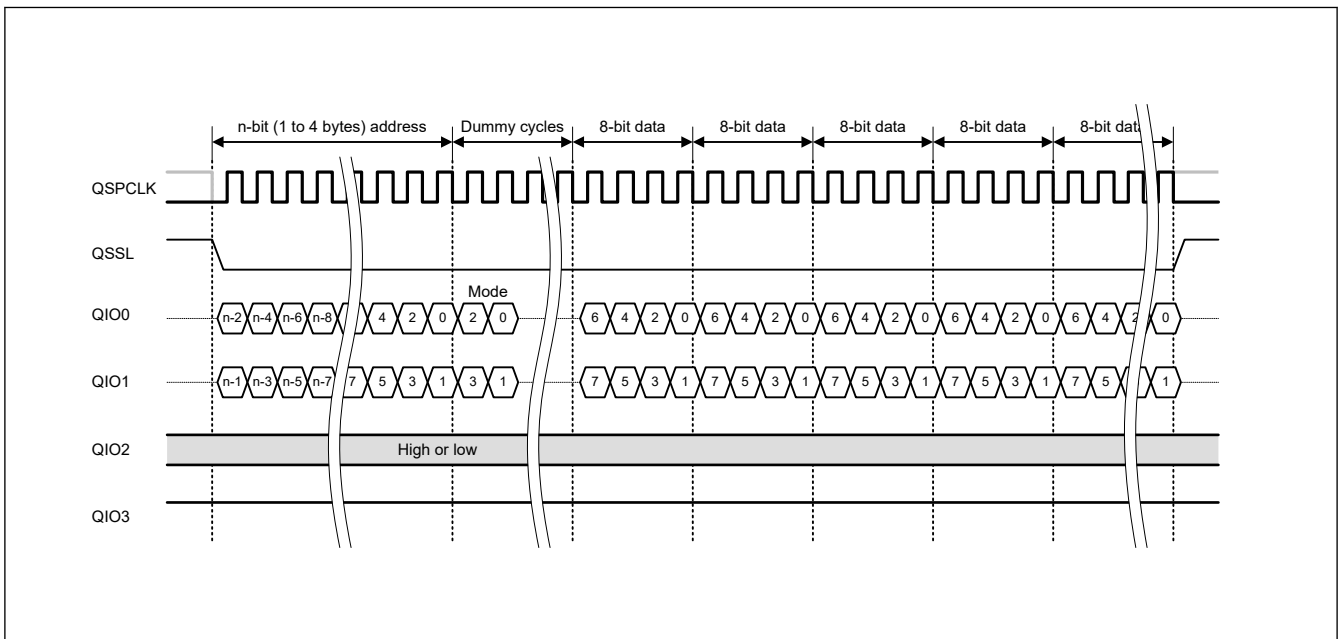 n-bit (1 to 4 bytes) address Dummy cycles 8-bit data 8-bit data 8-bit data 8-bit data 8-bit data
QSPCLK
QSSL
Mode
QIO0 n-2 n-4 n-6 n-8 4 2 0 2 0 6 4 2 0 6 4 2 0 6 4 2 0 6 4 2 0 6 4 2 0
QIO1 n-1 n-3 n-5 n-7 7 5 3 1 3 1 7 5 3 1 7 5 3 1 7 5 3 1 7 5 3 1 7 5 1
QIO2 High or low
QIO3